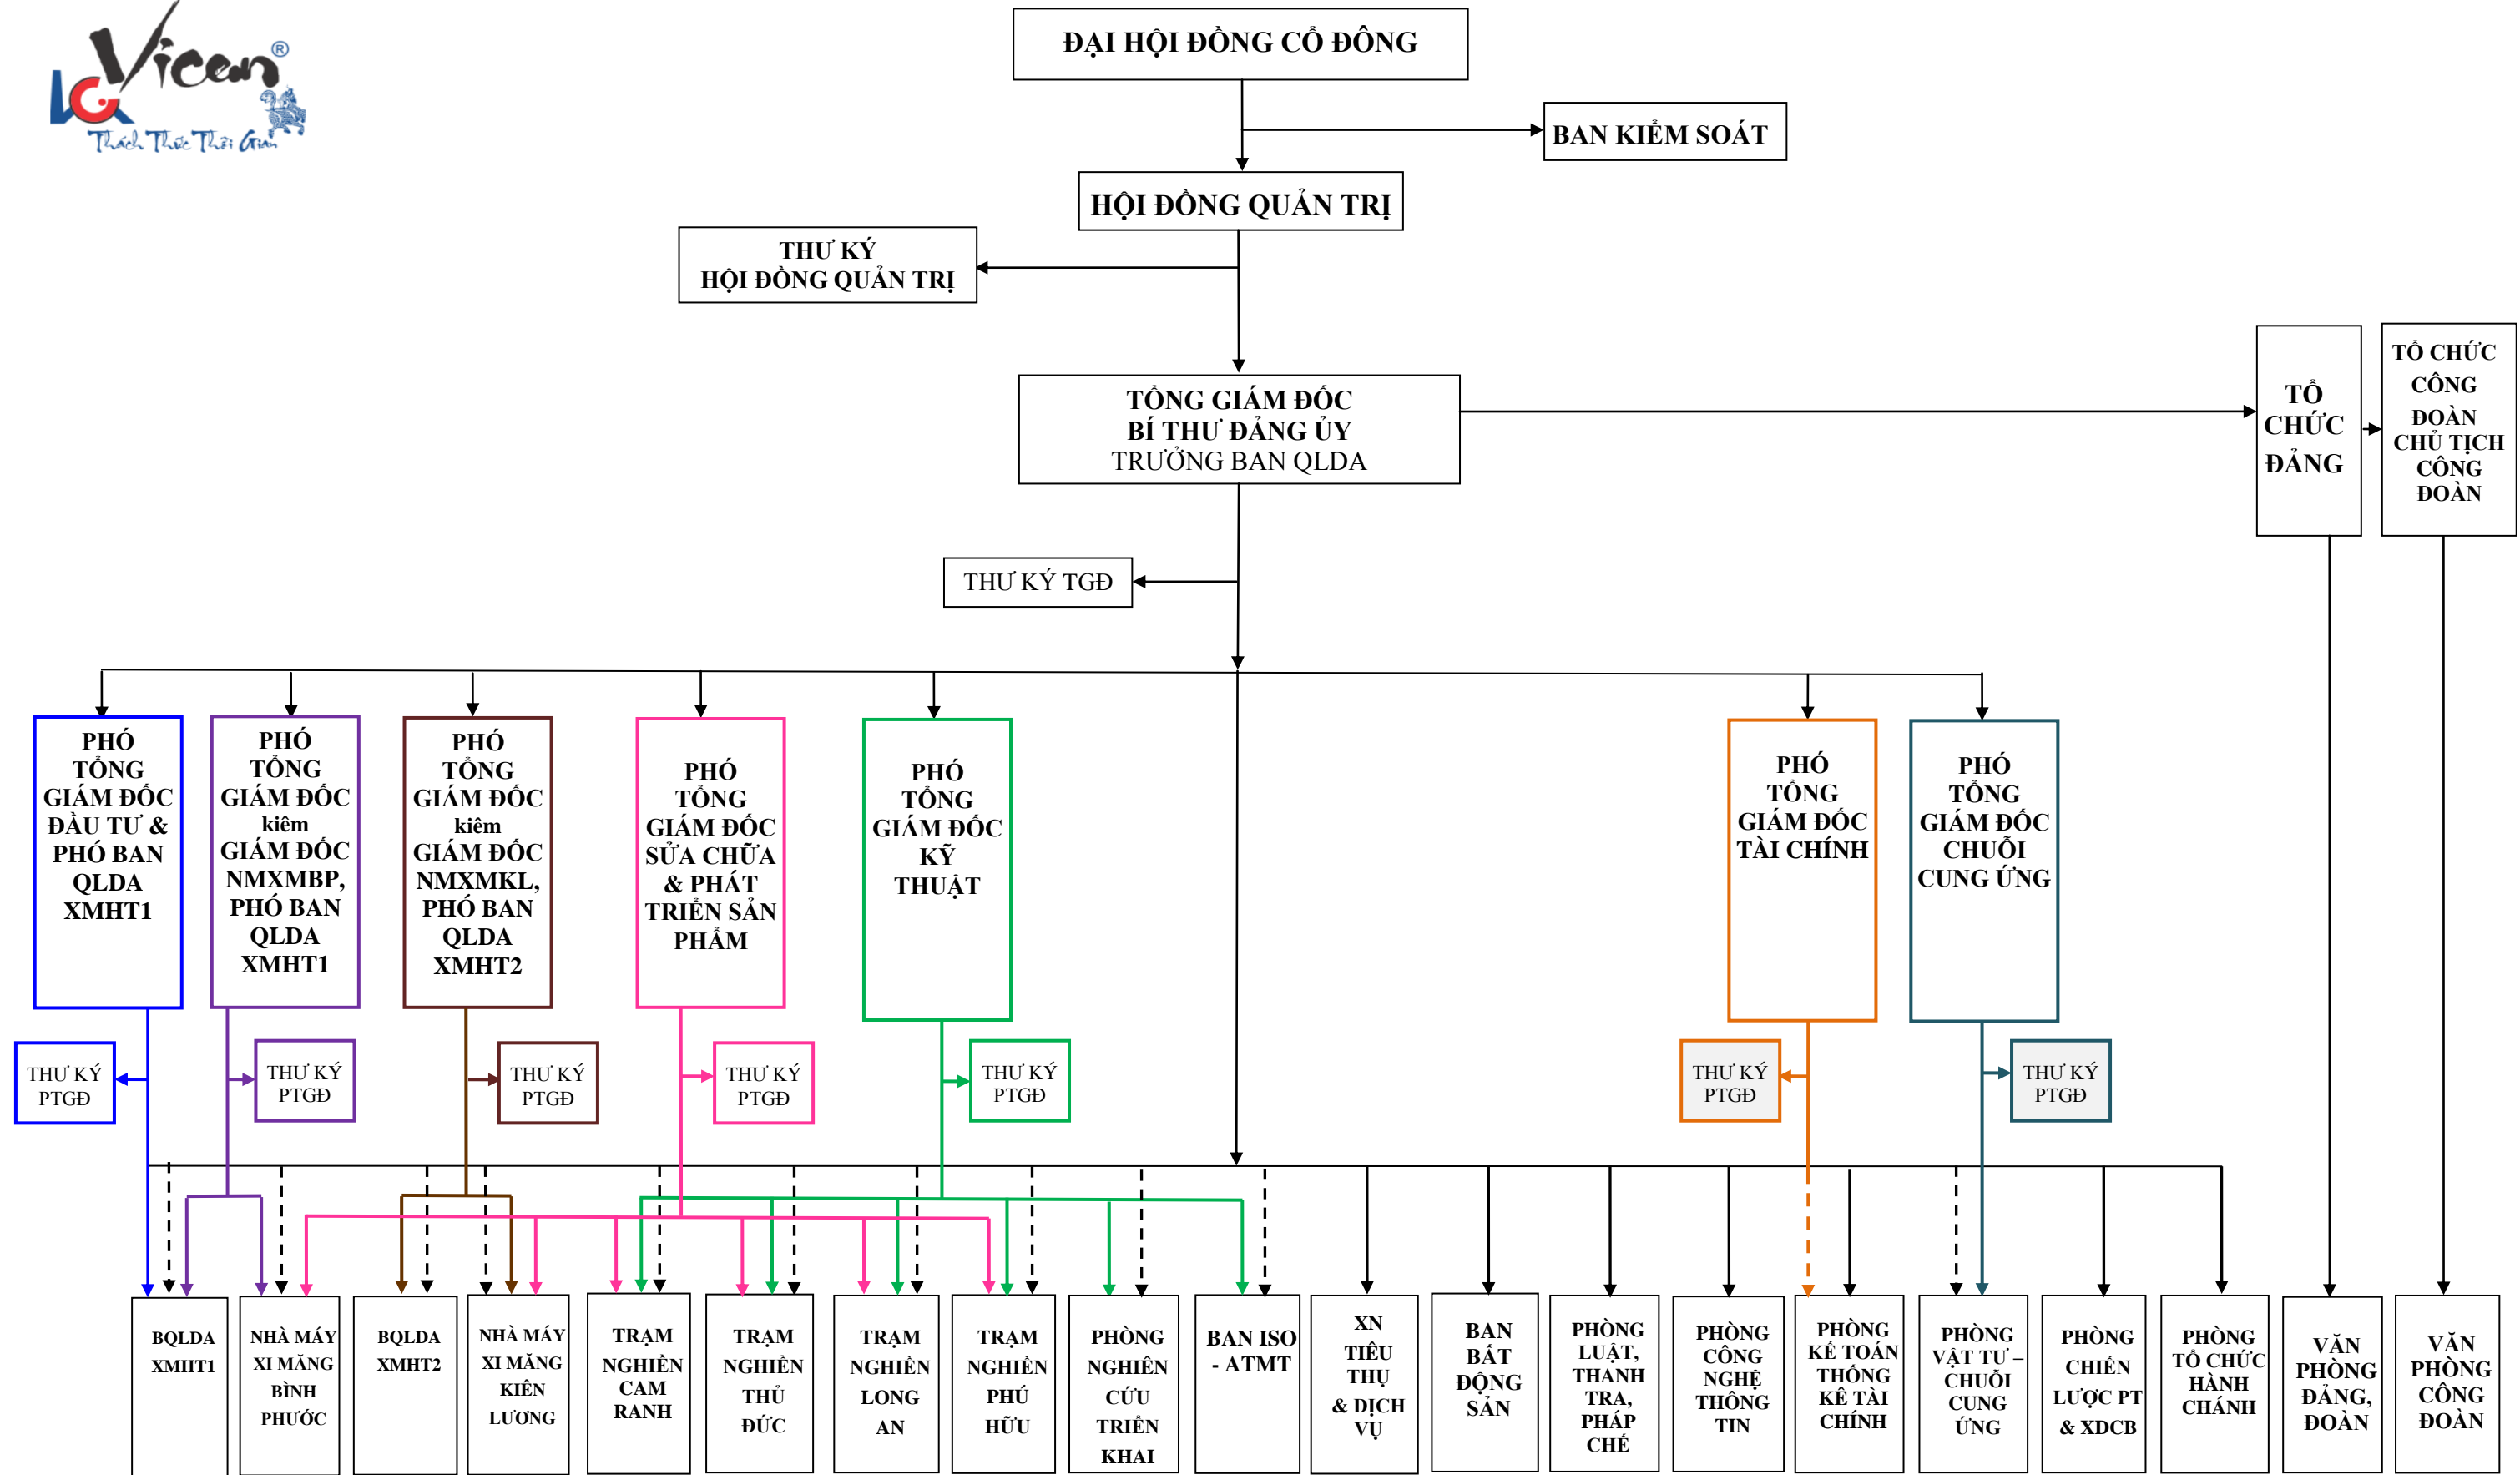 Vicem®
LCK
Thách Thức Thời Gian
ĐẠI HỘI ĐỒNG CỔ ĐÔNG
BAN KIỂM SOÁT
HỘI ĐỒNG QUẢN TRỊ
THƯ KÝ
HỘI ĐỒNG QUẢN TRỊ
TỔNG GIÁM ĐỐC
BÍ THƯ ĐẢNG ỦY
TRƯỞNG BAN QLDA
TỔ
CHỨC
ĐẢNG
TỔ CHỨC
CÔNG
ĐOÀN
CHỦ TỊCH
CÔNG
ĐOÀN
THƯ KÝ TGĐ
PHÓ
TỔNG
GIÁM ĐỐC
ĐẦU TƯ &
PHÓ BAN
QLDA
XMHT1
PHÓ
TỔNG
GIÁM ĐỐC
kiêm
GIÁM ĐỐC
NMXMBP,
PHÓ BAN
QLDA
XMHT1
PHÓ
TỔNG
GIÁM ĐỐC
kiêm
GIÁM ĐỐC
NMXMKL,
PHÓ BAN
QLDA
XMHT2
PHÓ
TỔNG
GIÁM ĐỐC
SỬA CHỮA
& PHÁT
TRIỂN SẢN
PHẨM
PHÓ
TỔNG
GIÁM ĐỐC
KỸ
THUẬT
PHÓ
TỔNG
GIÁM ĐỐC
TÀI CHÍNH
PHÓ
TỔNG
GIÁM ĐỐC
CHUỖI
CUNG ỨNG
THƯ KÝ
PTGĐ
THƯ KÝ
PTGĐ
THƯ KÝ
PTGĐ
THƯ KÝ
PTGĐ
THƯ KÝ
PTGĐ
THƯ KÝ
PTGĐ
THƯ KÝ
PTGĐ
BQLDA
XMHT1
NHÀ MÁY
XI MĂNG
BÌNH
PHƯỚC
BQLDA
XMHT2
NHÀ MÁY
XI MĂNG
KIÊN
LƯƠNG
TRẠM
NGHIỀN
CAM
RANH
TRẠM
NGHIỀN
THỦ
ĐỨC
TRẠM
NGHIỀN
LONG
AN
TRẠM
NGHIỀN
PHÚ
HỮU
PHÒNG
NGHIÊN
CỨU
TRIỂN
KHAI
BAN ISO
- ATMT
XN
TIÊU
THỤ
& DỊCH
VỤ
BAN
BẤT
ĐỘNG
SẢN
PHÒNG
LUẬT,
THANH
TRA,
PHÁP
CHẾ
PHÒNG
CÔNG
NGHỆ
THÔNG
TIN
PHÒNG
KẾ TOÁN
THỐNG
KÊ TÀI
CHÍNH
PHÒNG
VẬT TƯ –
CHUỖI
CUNG
ỨNG
PHÒNG
CHIẾN
LƯỢC PT
& XDCB
PHÒNG
TỔ CHỨC
HÀNH
CHÁNH
VĂN
PHÒNG
ĐẢNG,
ĐOÀN
VĂN
PHÒNG
CÔNG
ĐOÀN